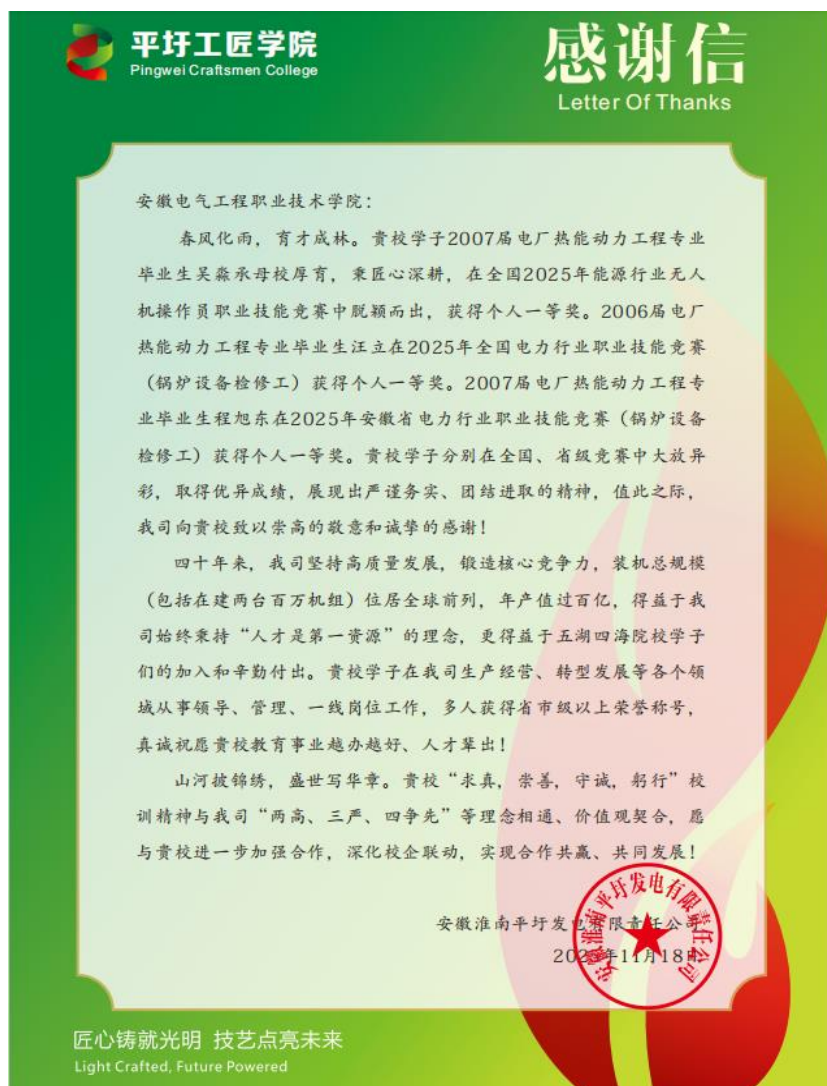 平圩工匠学院
Pingwei Craftsmen College
感谢信
Letter Of Thanks
安徽电气工程职业技术学院：
春风化雨，育才成林。贵校学子2007届电厂热能动力工程专业
毕业生吴淼承母校厚育，秉匠心深耕，在全国2025年能源行业无人
机操作员职业技能竞赛中脱颖而出，获得个人一等奖。2006届电厂
热能动力工程专业毕业生汪立在2025年全国电力行业职业技能竞赛
（锅炉设备检修工）获得个人一等奖。2007届电厂热能动力工程专
业毕业生程旭东在2025年安徽省电力行业职业技能竞赛（锅炉设备
检修工）获得个人一等奖。贵校学子分别在全国、省级竞赛中大放异
彩，取得优异成绩，展现出严谨务实、团结进取的精神，值此之际，
我司向贵校致以崇高的敬意和诚挚的感谢！
四十年来，我司坚持高质量发展，锻造核心竞争力，装机总规模
（包括在建两台百万机组）位居全球前列，年产值过百亿，得益于我
司始终秉持“人才是第一资源”的理念，更得益于五湖四海院校学子
们的加入和辛勤付出。贵校学子在我司生产经营、转型发展等各个领
域从事领导、管理、一线岗位工作，多人获得省市级以上荣誉称号，
真诚祝愿贵校教育事业越办越好、人才辈出！
山河披锦绣，盛世写华章。贵校“求真，崇善，守诚，躬行”校
训精神与我司“两高、三严、四争先”等理念相通、价值观契合，愿
与贵校进一步加强合作，深化校企联动，实现合作共赢、共同发展！
安徽淮南平圩发电有限责任公司
2025年11月18日
安徽淮南平圩发电有限责任公司
匠心铸就光明 技艺点亮未来
Light Crafted, Future Powered